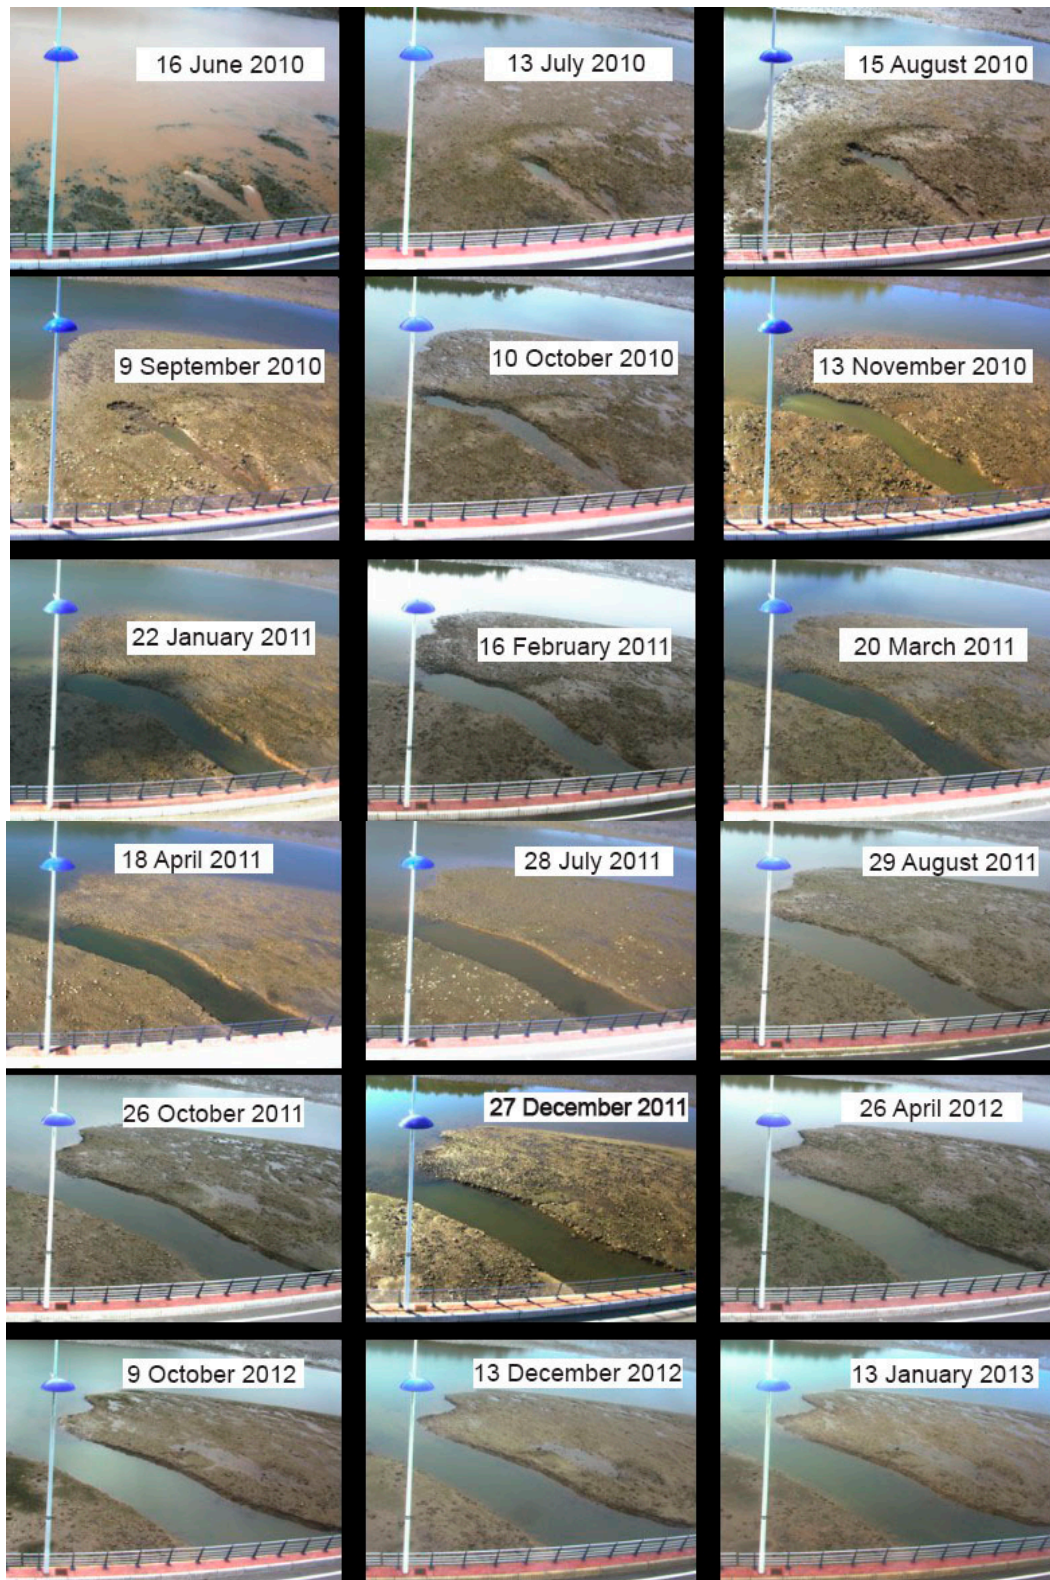 16 June 2010
13 July 2010
15 August 2010
9 September 2010
10 October 2010
13 November 2010
22 January 2011
16 February 2011
20 March 2011
18 April 2011
28 July 2011
29 August 2011
26 October 2011
27 December 2011
26 April 2012
9 October 2012
13 December 2012
13 January 2013